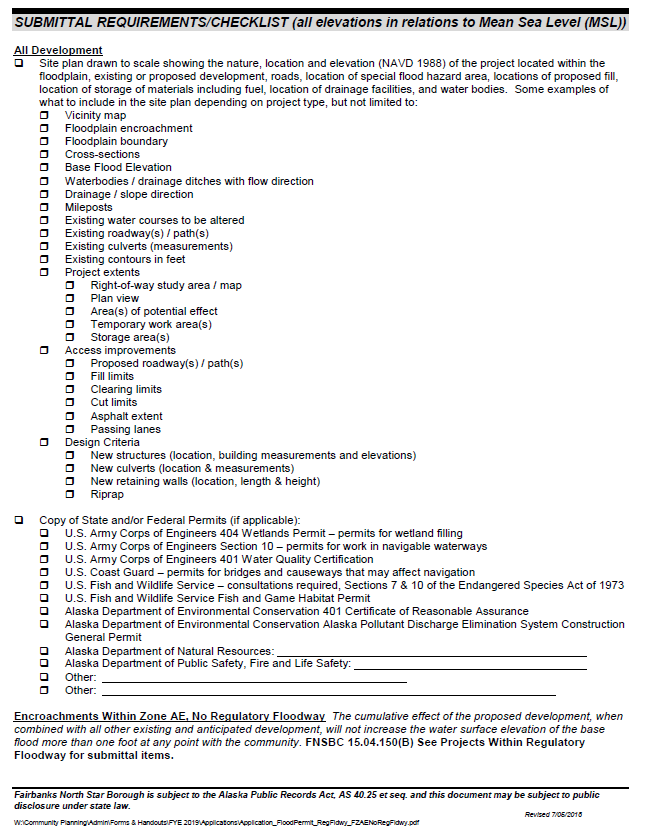 SUBMITTAL REQUIREMENTS/CHECKLIST (all elevations in relations to Mean Sea Level (MSL))
All Development
❑ Site plan drawn to scale showing the nature, location and elevation (NAVD 1988) of the project located within the
floodplain, existing or proposed development, roads, location of special flood hazard area, locations of proposed fill,
location of storage of materials including fuel, location of drainage facilities, and water bodies. Some examples of
what to include in the site plan depending on project type, but not limited to:
❑ Vicinity map
❑ Floodplain encroachment
❑ Floodplain boundary
❑ Cross-sections
❑ Base Flood Elevation
❑ Waterbodies / drainage ditches with flow direction
❑ Drainage / slope direction
❑ Mileposts
❑ Existing water courses to be altered
❑ Existing roadway(s) / path(s)
❑ Existing culverts (measurements)
❑ Existing contours in feet
❑ Project extents
❑ Right-of-way study area / map
❑ Plan view
❑ Area(s) of potential effect
❑ Temporary work area(s)
❑ Storage area(s)
❑ Access improvements
❑ Proposed roadway(s) / path(s)
❑ Fill limits
❑ Clearing limits
❑ Cut limits
❑ Asphalt extent
❑ Passing lanes
❑ Design Criteria
❑ New structures (location, building measurements and elevations)
❑ New culverts (location & measurements)
❑ New retaining walls (location, length & height)
❑ Riprap
❑ Copy of State and/or Federal Permits (if applicable):
❑ U.S. Army Corps of Engineers 404 Wetlands Permit – permits for wetland filling
❑ U.S. Army Corps of Engineers Section 10 – permits for work in navigable waterways
❑ U.S. Army Corps of Engineers 401 Water Quality Certification
❑ U.S. Coast Guard – permits for bridges and causeways that may affect navigation
❑ U.S. Fish and Wildlife Service – consultations required, Sections 7 & 10 of the Endangered Species Act of 1973
❑ U.S. Fish and Wildlife Service Fish and Game Habitat Permit
❑ Alaska Department of Environmental Conservation 401 Certificate of Reasonable Assurance
❑ Alaska Department of Environmental Conservation Alaska Pollutant Discharge Elimination System Construction
General Permit
❑ Alaska Department of Natural Resources: ____________________
❑ Alaska Department of Public Safety, Fire and Life Safety: ____________________
❑ Other: ____________________
❑ Other: ____________________
Encroachments Within Zone AE, No Regulatory Floodway The cumulative effect of the proposed development, when
combined with all other existing and anticipated development, will not increase the water surface elevation of the base
flood more than one foot at any point with the community. FNSBC 15.04.150(B) See Projects Within Regulatory
Floodway for submittal items.
Fairbanks North Star Borough is subject to the Alaska Public Records Act, AS 40.25 et seq. and this document may be subject to public
disclosure under state law.
Revised 7/06/2018
W:\Community Planning\Admin\Forms & Handouts\FYE 2019\Applications\Application_FloodPermit_RegFldwy_FZAENoRegFldwy.pdf